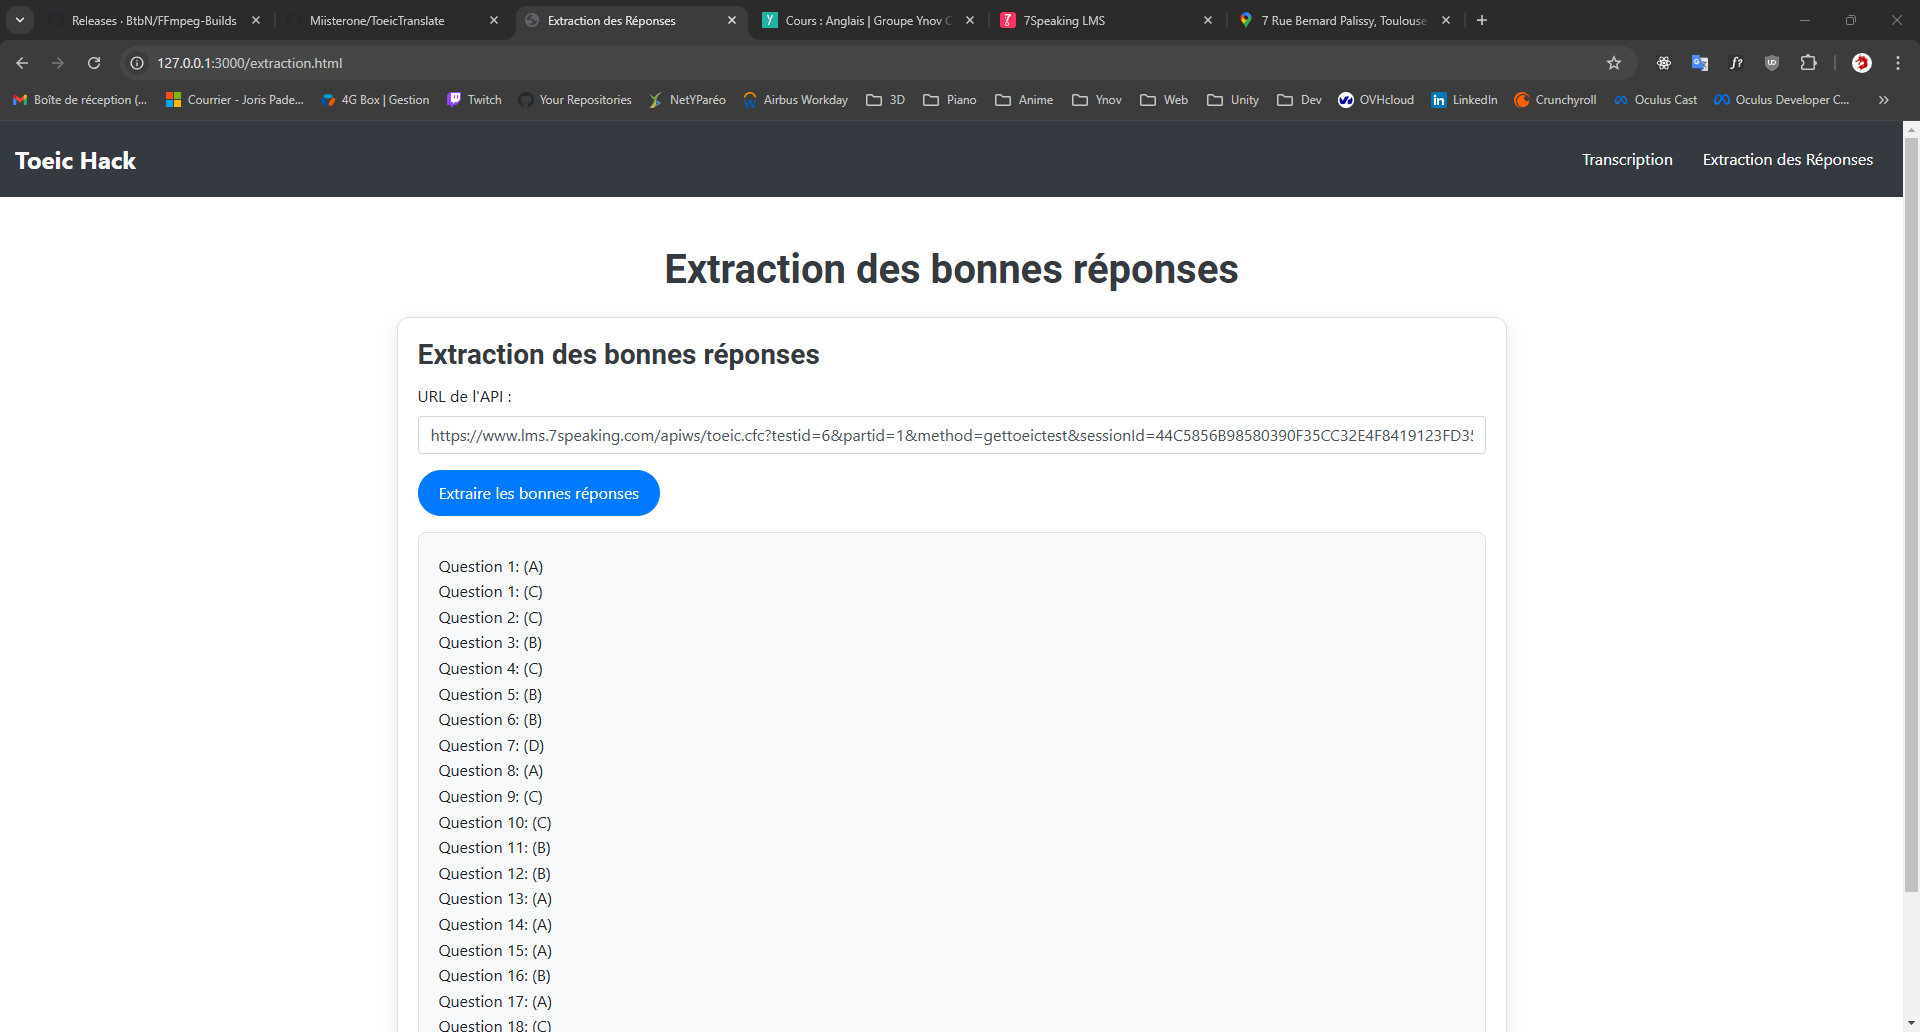 Releases · BtbN/FFmpeg-Builds
Miisterone/ToeicTranslate
Extraction des Réponses
Cours : Anglais | Groupe Ynov C
7Speaking LMS
7 Rue Bernard Palissy, Toulouse
127.0.0.1:3000/extraction.html
Boîte de réception (...
Courrier - Joris Pade...
4G Box | Gestion
Twitch
Your Repositories
NetYParéo
Airbus Workday
3D
Piano
Anime
Ynov
Web
Unity
Dev
OVHcloud
LinkedIn
Crunchyroll
Oculus Cast
Oculus Developer C...
Toeic Hack
Transcription
Extraction des Réponses
Extraction des bonnes réponses
Extraction des bonnes réponses
URL de l'API :
https://www.lms.7speaking.com/apiws/toeic.cfc?testid=6&partid=1&method=gettoeictest&sessionId=44C5856B98580390F35CC32E4F8419123FD35
Extraire les bonnes réponses
Question 1: (A)
Question 1: (C)
Question 2: (C)
Question 3: (B)
Question 4: (C)
Question 5: (B)
Question 6: (B)
Question 7: (D)
Question 8: (A)
Question 9: (C)
Question 10: (C)
Question 11: (B)
Question 12: (B)
Question 13: (A)
Question 14: (A)
Question 15: (A)
Question 16: (B)
Question 17: (A)
Question 18: (C)